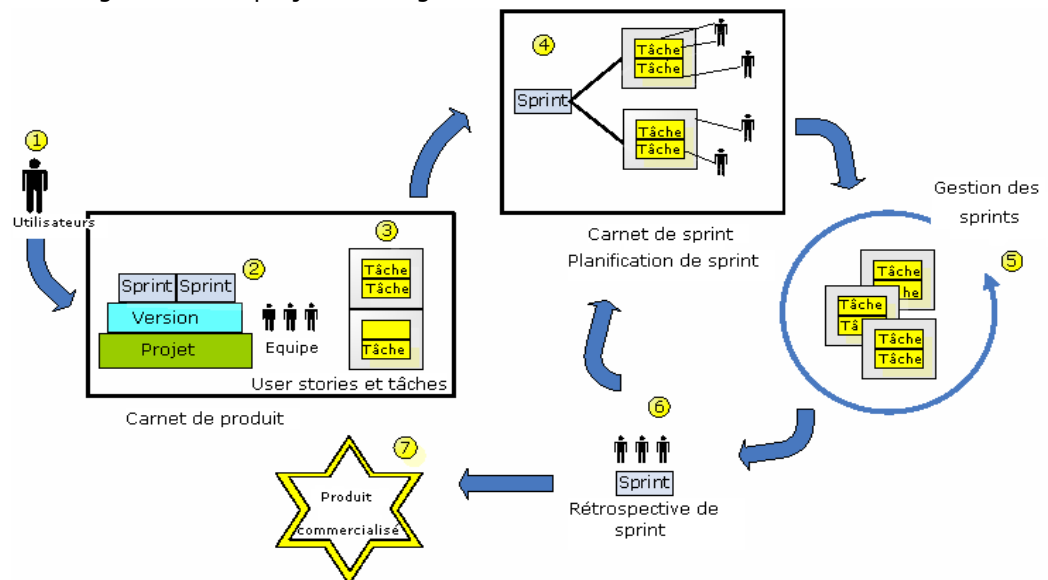 1
Utilisateurs
2
Sprint Sprint
Version
Projet
Equipe
3
Tâche
Tâche
Tâche
User stories et tâches
Carnet de produit
4
Sprint
Tâche
Tâche
Tâche
Tâche
Carnet de sprint
Planification de sprint
Gestion des
sprints
5
Tâche
Tâche
Tâche
Tâche
6
Sprint
Rétrospective de
sprint
7
Produit
commercialisé